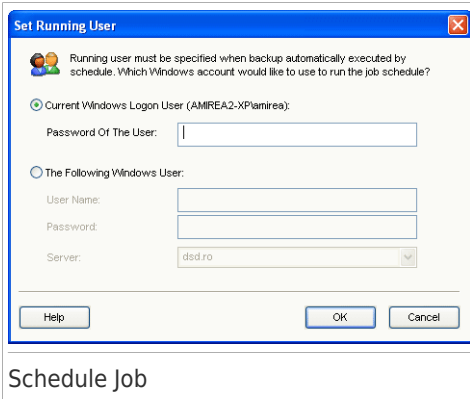 Set Running User
Running user must be specified when backup automatically executed by
schedule. Which Windows account would like to use to run the job schedule?
Current Windows Logon User (AMIREA2-XP\amirea):
Password Of The User:
The Following Windows User:
User Name:
Password:
Server:
dsd.ro
Help
OK
Cancel
Schedule Job